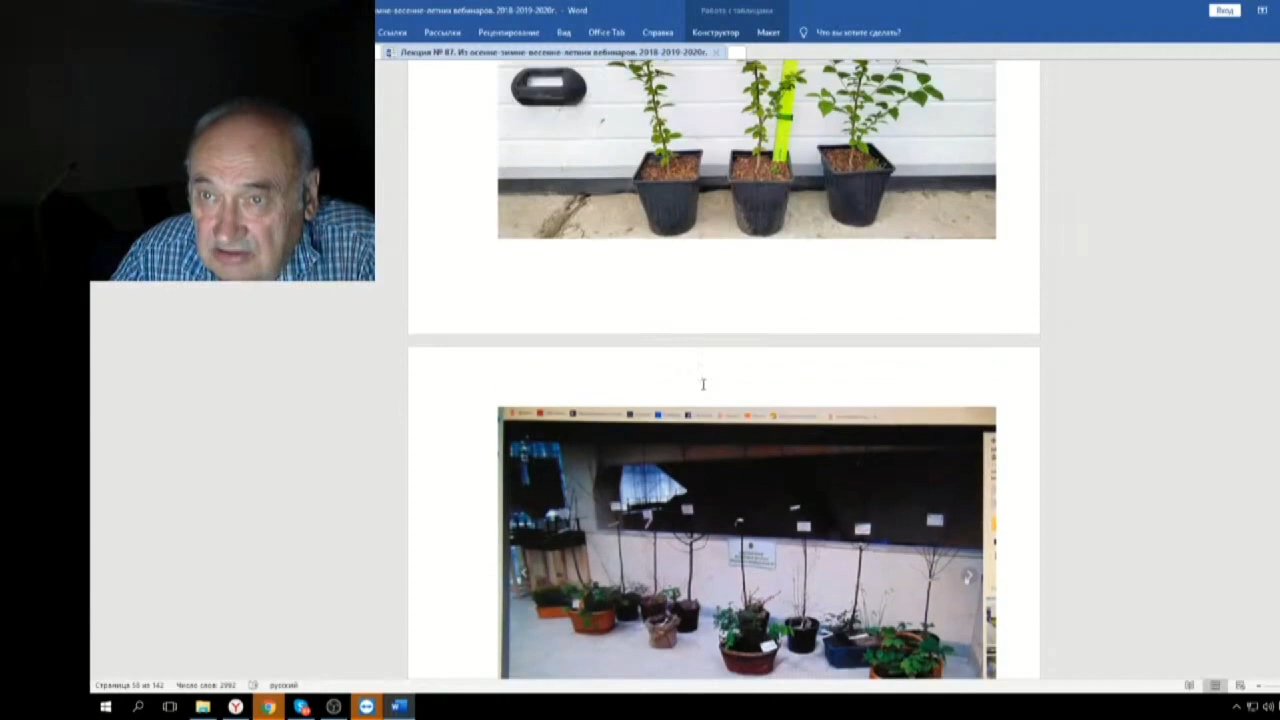 имне-весенне-летних вебинаров. 2018-2019-2020г. - Word
Работа с таблицами
Вход
Ссылки Рассылки Рецензирование Вид Office Tab Справка Конструктор Макет Что вы хотите сделать?
Лекция № 87. Из осенне-зимне-весенне-летних вебинаров. 2018-2019-2020г.
Страница 58 из 142 Число слов: 2992 русский